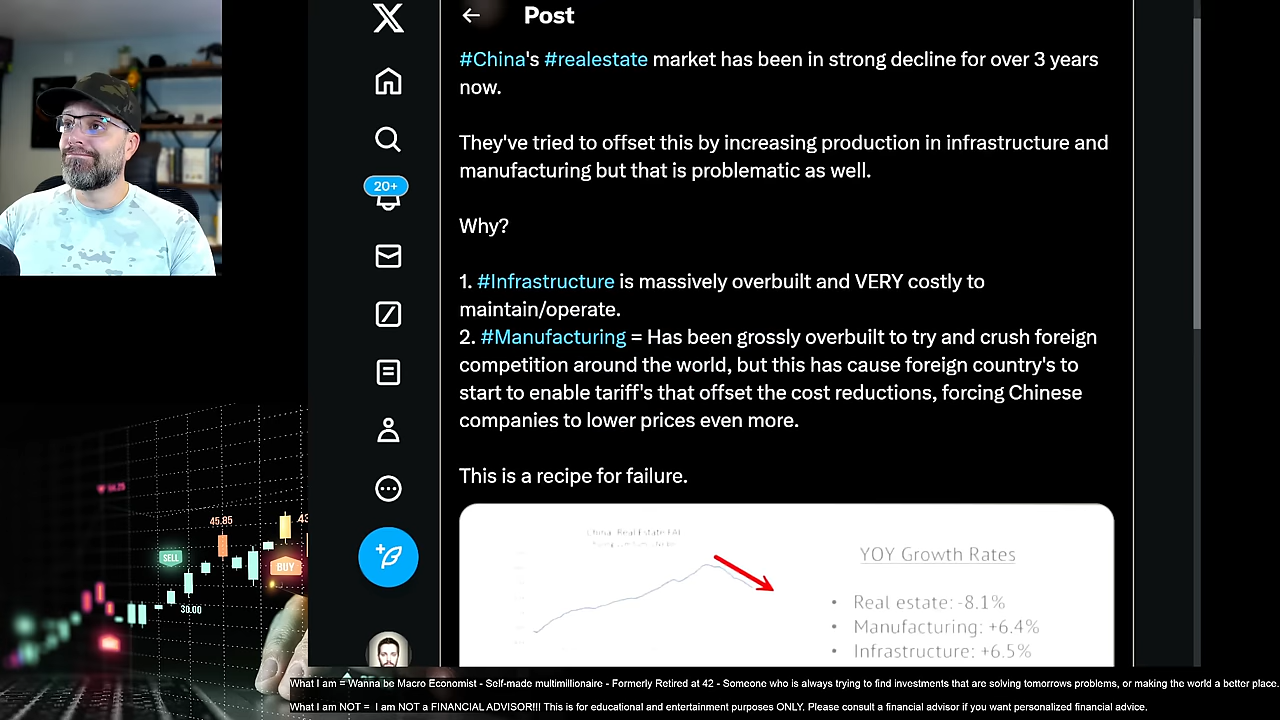 Post
#China's #realestate market has been in strong decline for over 3 years
now.
They've tried to offset this by increasing production in infrastructure and
manufacturing but that is problematic as well.
Why?
1. #Infrastructure is massively overbuilt and VERY costly to
maintain/operate.
2. #Manufacturing = Has been grossly overbuilt to try and crush foreign
competition around the world, but this has cause foreign country's to
start to enable tariff's that offset the cost reductions, forcing Chinese
companies to lower prices even more.
This is a recipe for failure.
20+
China: Real Estate FAI
YOY Growth Rates
• Real estate: -8.1%
• Manufacturing: +6.4%
• Infrastructure: +6.5%
45.85
43
SELL
BUY
30.00
What I am = Wanna be Macro Economist - Self-made multimillionaire - Formerly Retired at 42 - Someone who is always trying to find investments that are solving tomorrows problems, or making the world a better place.
What I am NOT = I am NOT a FINANCIAL ADVISOR!!! This is for educational and entertainment purposes ONLY. Please consult a financial advisor if you want personalized financial advice.